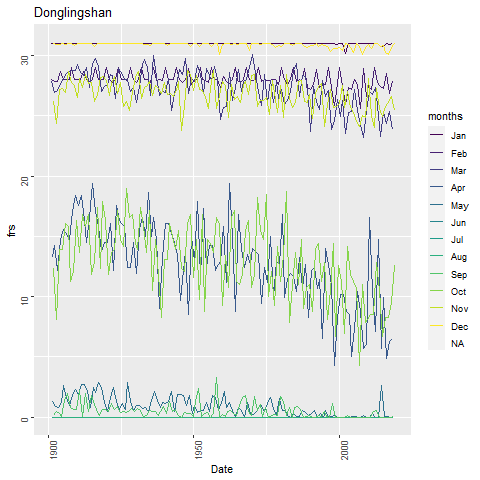 Donglingshan
30
20
10
0
frs
1900
1950
2000
Date
months
Jan
Feb
Mar
Apr
May
Jun
Jul
Aug
Sep
Oct
Nov
Dec
NA